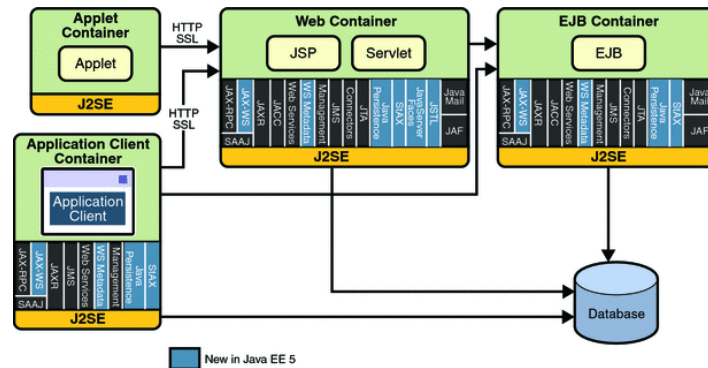 Applet
Container
Applet
J2SE
HTTP
SSL
HTTP
SSL
Web Container
JSP
Servlet
JAX-RPC
SAAJ
JAX-WS
JAXR
JACC
Web Services
WS Metadata
Management
JMS
Connectors
JTA
Java
Persistence
StAX
JavaServer
Faces
JSTL
Java
Mail
JAF
J2SE
EJB Container
EJB
JAX-RPC
SAAJ
JAX-WS
JAXR
JACC
Web Services
WS Metadata
Management
JMS
Connectors
JTA
Java
Persistence
StAX
Java
Mail
JAF
J2SE
Application Client
Container
Application
Client
JAX-RPC
SAAJ
JAX-WS
JAXR
JMS
Web Services
WS Metadata
Management
Java
Persistence
StAX
J2SE
Database
New in Java EE 5